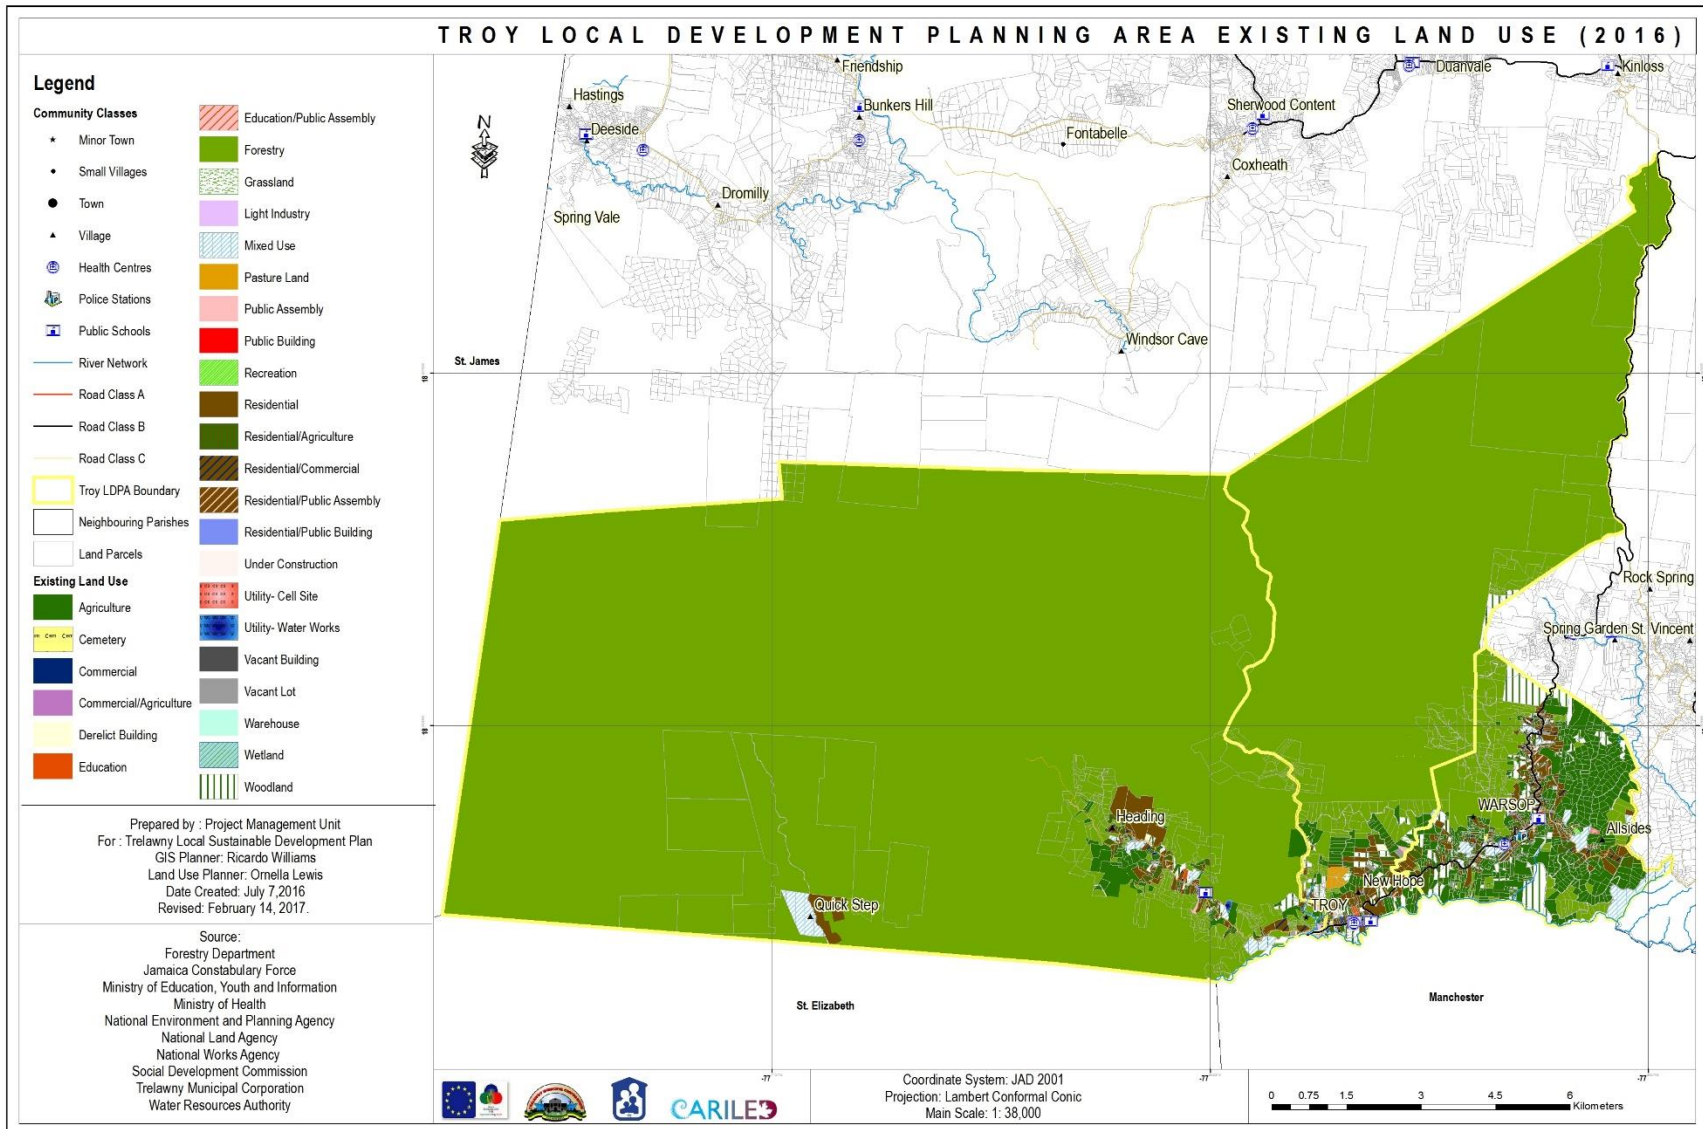 TROY LOCAL DEVELOPMENT PLANNING AREA EXISTING LAND USE (2016)
Legend
Community Classes
Minor Town
Small Villages
Town
Village
Health Centres
Police Stations
Public Schools
River Network
Road Class A
Road Class B
Road Class C
Troy LDPA Boundary
Neighbouring Parishes
Land Parcels
Existing Land Use
Agriculture
Cemetery
Commercial
Commercial/Agriculture
Derelict Building
Education
Education/Public Assembly
Forestry
Grassland
Light Industry
Mixed Use
Pasture Land
Public Assembly
Public Building
Recreation
Residential
Residential/Agriculture
Residential/Commercial
Residential/Public Assembly
Residential/Public Building
Under Construction
Utility- Cell Site
Utility- Water Works
Vacant Building
Vacant Lot
Warehouse
Wetland
Woodland
Prepared by : Project Management Unit
For : Trelawny Local Sustainable Development Plan
GIS Planner: Ricardo Williams
Land Use Planner: Ornella Lewis
Date Created: July 7,2016
Revised: February 14, 2017.
Source:
Forestry Department
Jamaica Constabulary Force
Ministry of Education, Youth and Information
Ministry of Health
National Environment and Planning Agency
National Land Agency
National Works Agency
Social Development Commission
Trelawny Municipal Corporation
Water Resources Authority
N
Friendship
Hastings
Bunkers Hill
Deeside
Dromilly
Spring Vale
Fontabelle
Sherwood Content
Duanvale
Kinloss
Coxheath
Windsor Cave
St. James
Rock Spring
Spring Garden
St. Vincent
WARSOP
Allsides
Heading
New Hope
TROY
Quick Step
St. Elizabeth
Manchester
18
18
-77
-77
-77
CARILED
Coordinate System: JAD 2001
Projection: Lambert Conformal Conic
Main Scale: 1: 38,000
0 0.75 1.5 3 4.5 6
Kilometers